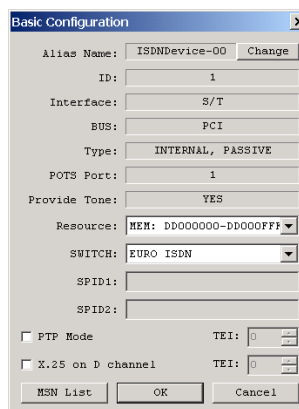 Basic Configuration
Alias Name: ISDNDevice-00 Change
ID: 1
Interface: S/T
BUS: PCI
Type: INTERNAL, PASSIVE
POTS Port: 1
Provide Tone: YES
Resource: MEM: DD000000-DD000FFF
SWITCH: EURO ISDN
SPID1:
SPID2:
PTP Mode TEI: 0
X.25 on D channel TEI: 0
MSN List OK Cancel